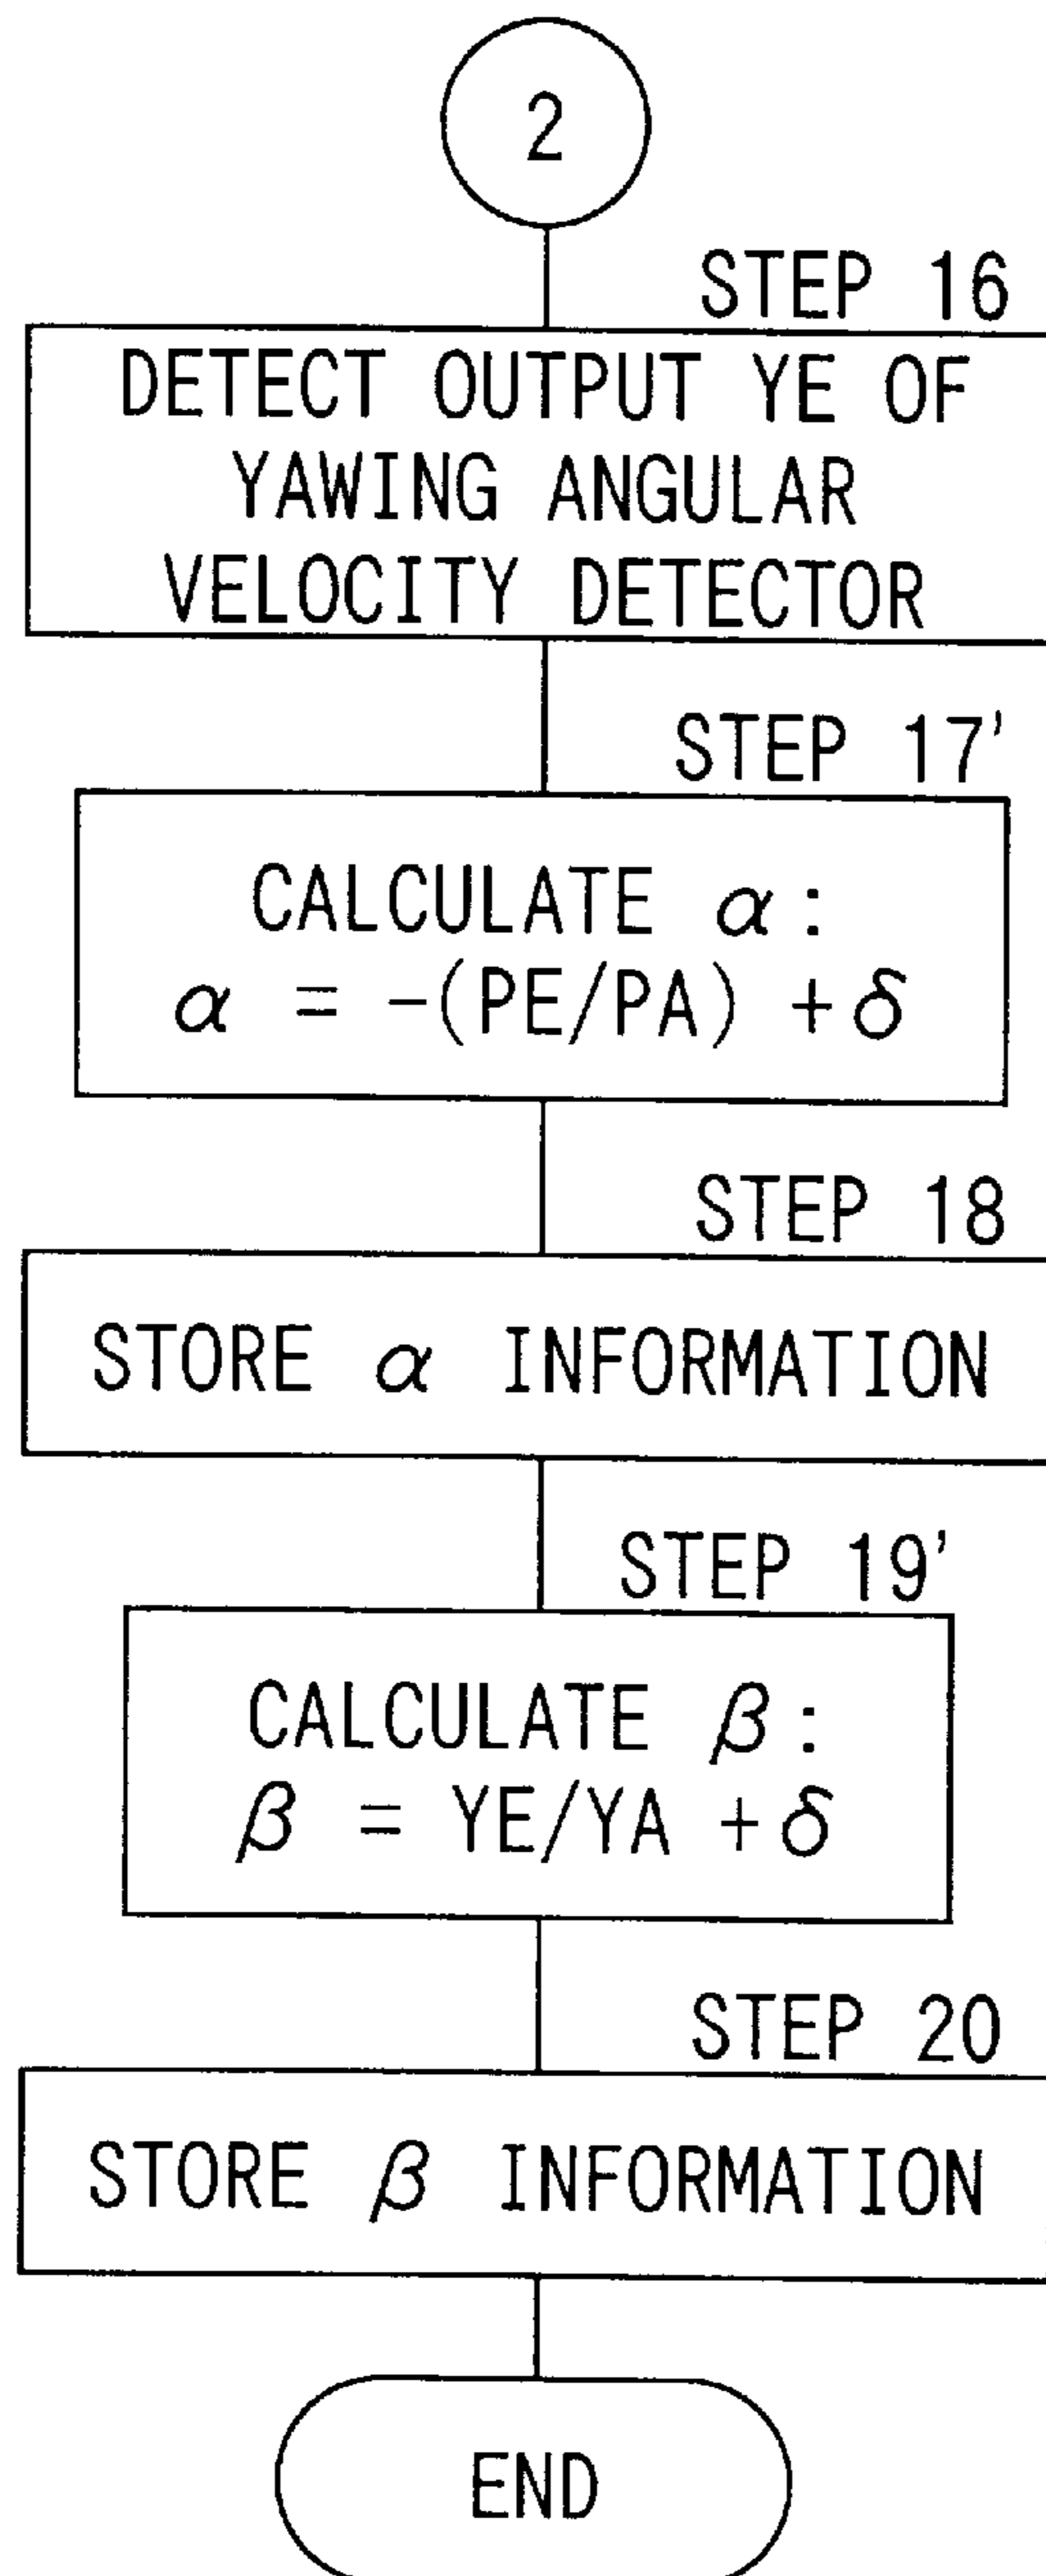 2
STEP 16
DETECT OUTPUT YE OF
YAWING ANGULAR
VELOCITY DETECTOR
STEP 17'
CALCULATE α:
α = -(PE/PA) +δ
STEP 18
STORE α INFORMATION
STEP 19'
CALCULATE β:
β = YE/YA +δ
STEP 20
STORE β INFORMATION
END